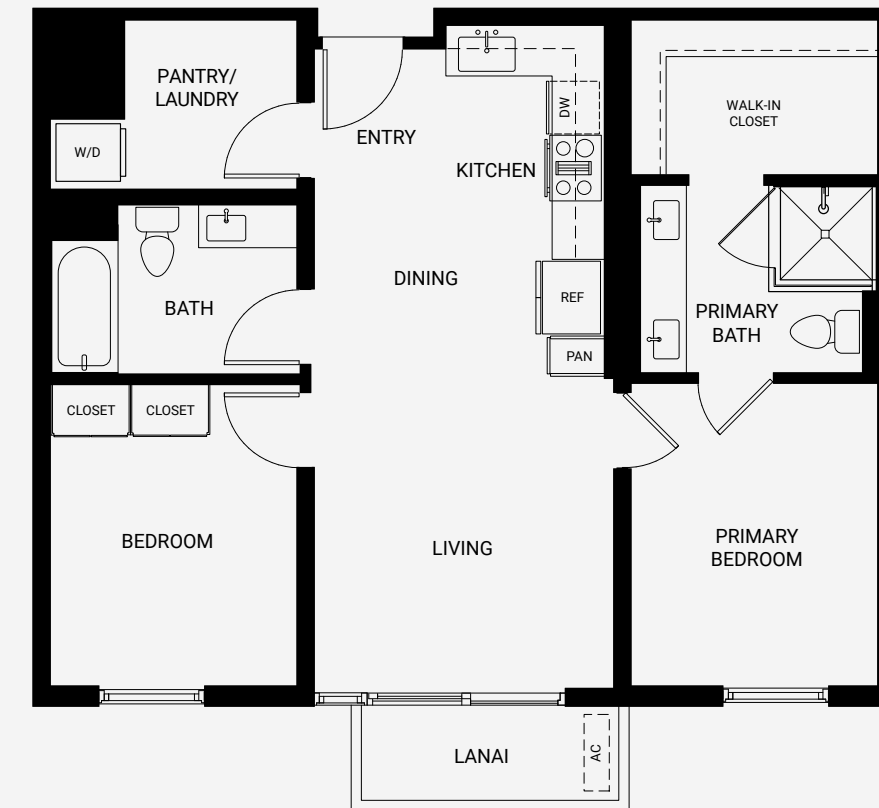 PANTRY/
LAUNDRY
W/D
ENTRY
KITCHEN
DW
WALK-IN
CLOSET
BATH
DINING
REF
PAN
PRIMARY
BATH
CLOSET
CLOSET
BEDROOM
LIVING
PRIMARY
BEDROOM
LANAI
AC